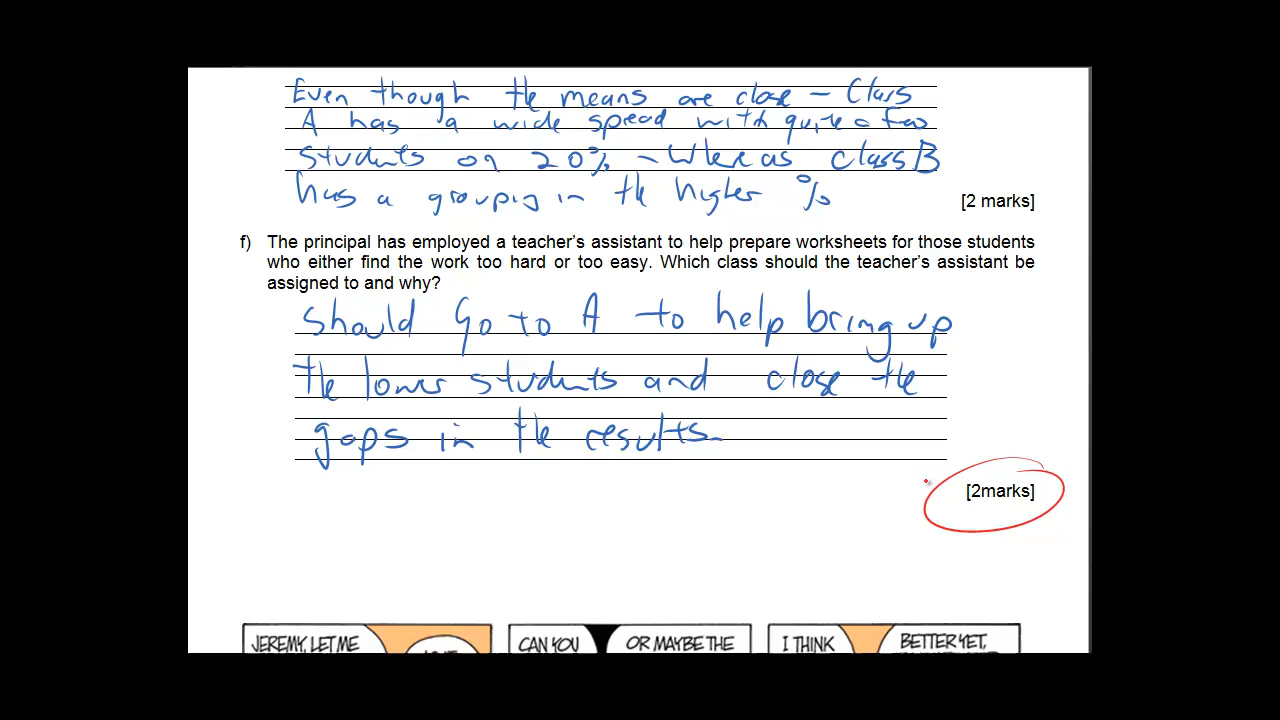 Even though the means are close - Class
A has a wide spread with quite a few
students on 20% - Whereas class B
has a grouping in the higher %
[2 marks]
f) The principal has employed a teacher's assistant to help prepare worksheets for those students
who either find the work too hard or too easy. Which class should the teacher's assistant be
assigned to and why?
Should Go to A to help bring up
the lower students and close the
gaps in the results.
[2marks]
JEREMY, LET ME
CAN YOU
OR MAYBE THE
I THINK
BETTER YET,